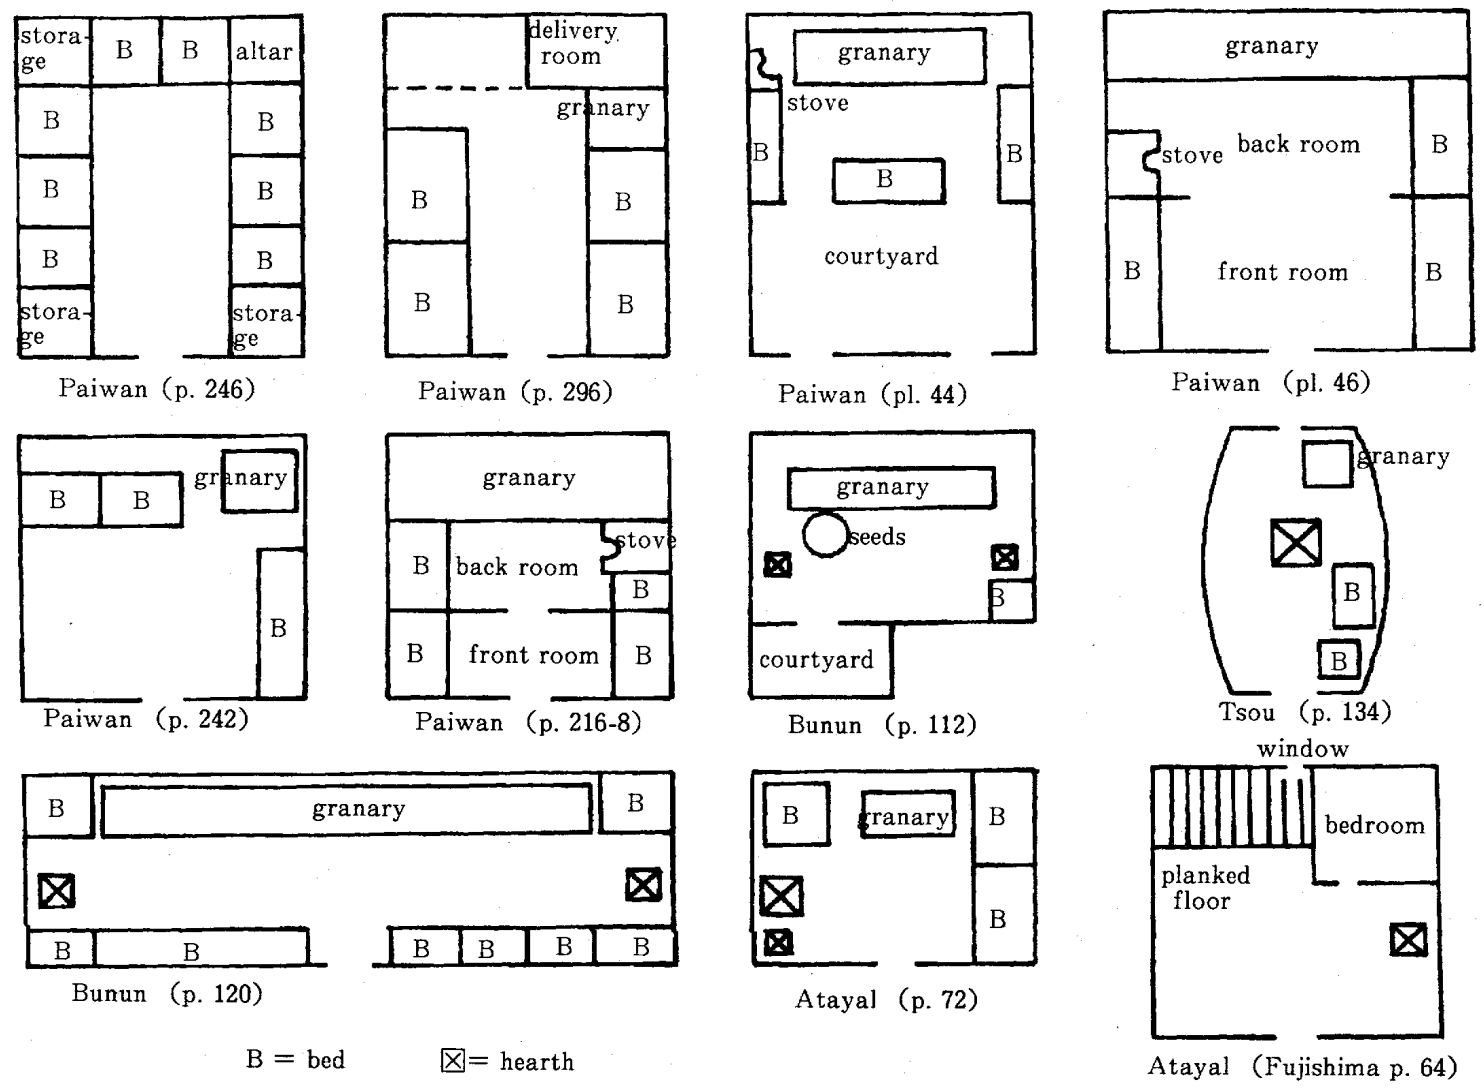 stora-
ge
B
B
altar
B
B
B
B
B
B
stora-
ge
stora-
ge
Paiwan (p. 246)
delivery
room
granary
B
B
B
B
Paiwan (p. 296)
granary
stove
B
B
B
courtyard
Paiwan (pl. 44)
granary
stove
back room
B
B
front room
B
Paiwan (pl. 46)
B
B
granary
B
Paiwan (p. 242)
granary
B
back room
stove
B
B
front room
B
Paiwan (p. 216-8)
granary
seeds
B
courtyard
Bunun (p. 112)
granary
B
B
Tsou (p. 134)
B
granary
B
B
B
B
B
B
B
Bunun (p. 120)
B
granary
B
B
Atayal (p. 72)
window
bedroom
planked
floor
Atayal (Fujishima p. 64)
B = bed
= hearth